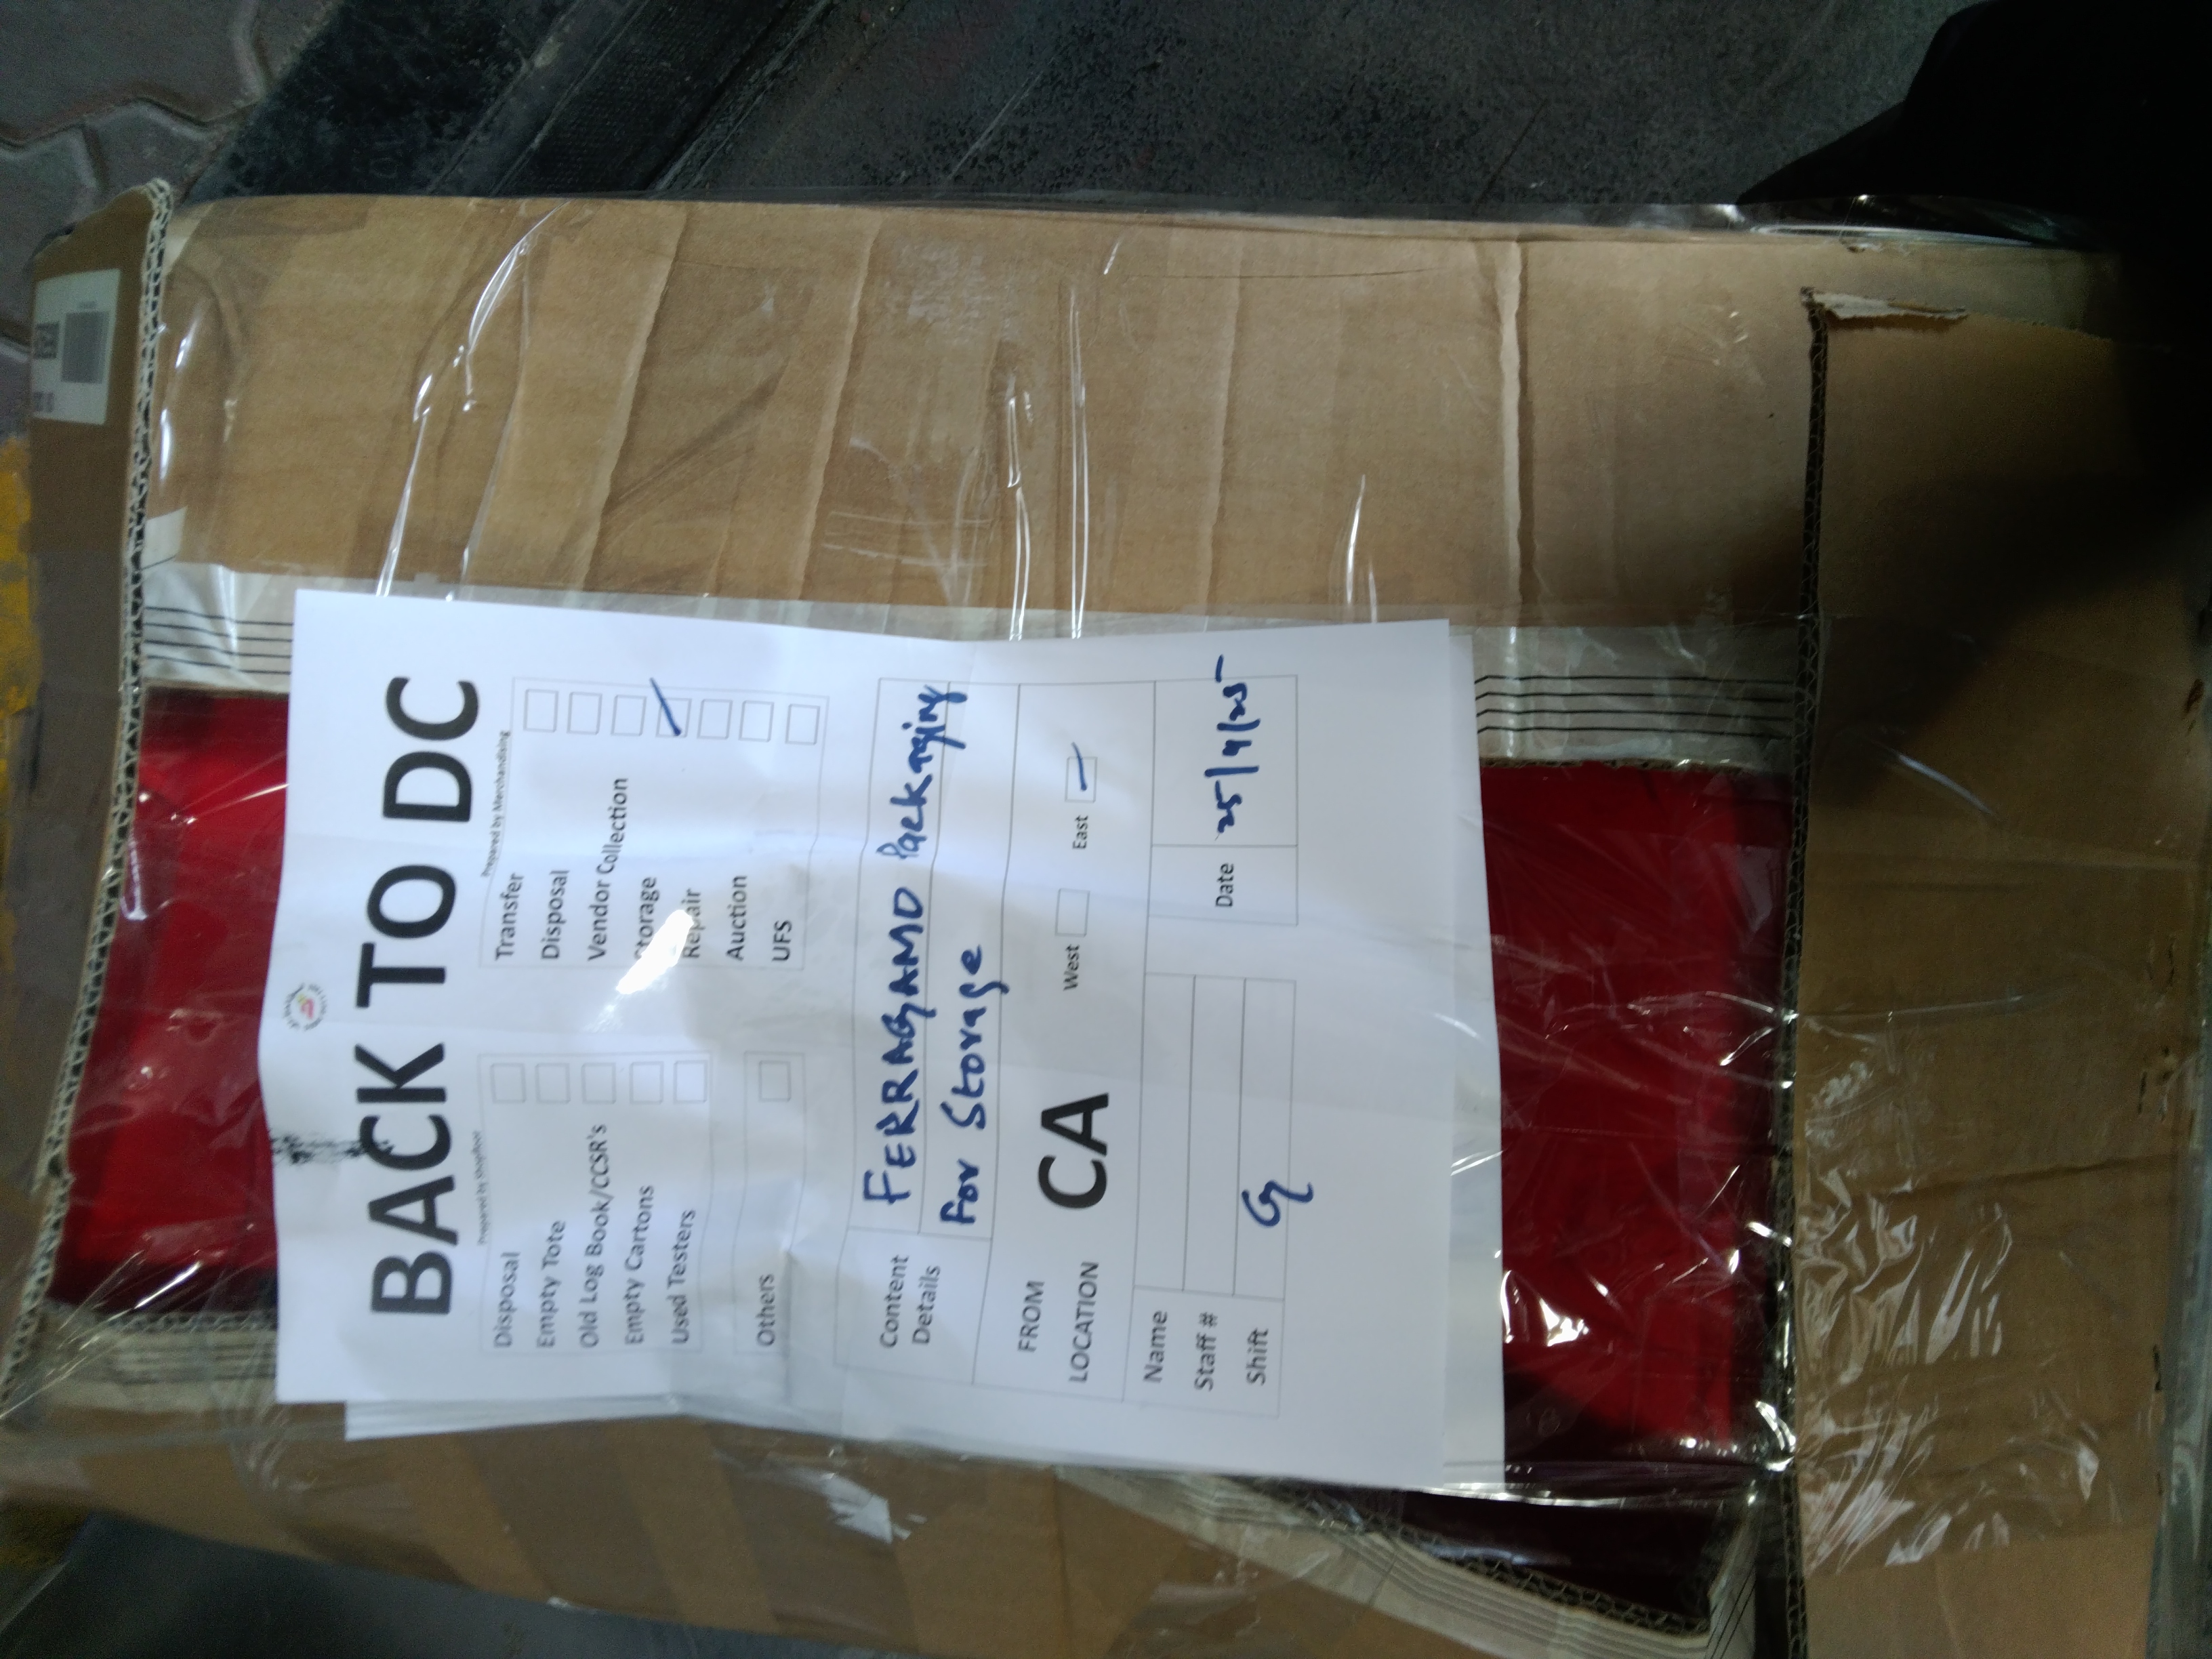 BACK TO DC
Prepared by Shopfloor
Disposal
Empty Tote
Old Log Book/CCSR's
Empty Cartons
Used Testers
Others
Prepared by Merchandising
Transfer
Disposal
Vendor Collection
Storage
Repair
Auction
UFS
Content Details FERRAGAMO Packaging
For Storage
FROM LOCATION CA West East
Name
Staff #
Shift
Date 25/9/25